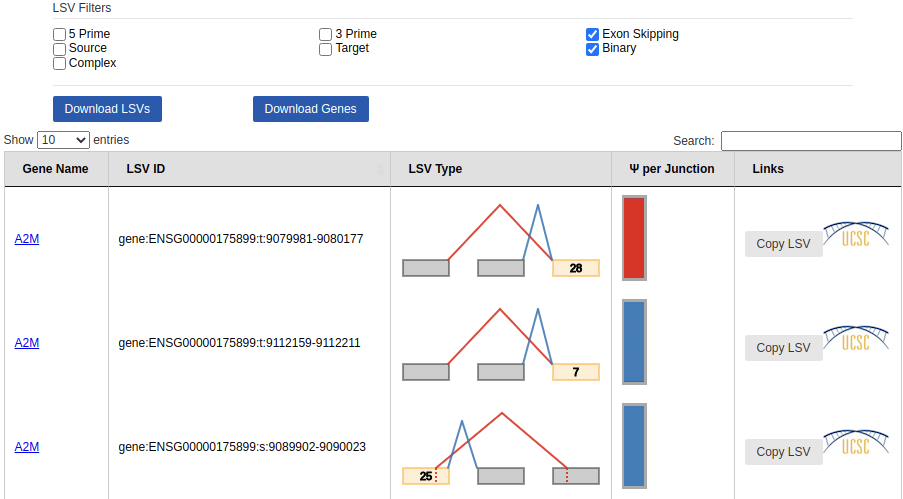 LSV Filters
5 Prime 3 Prime Exon Skipping
Source Target Binary
Complex
Download LSVs Download Genes
Show 10 entries Search:
Gene Name LSV ID LSV Type Ψ per Junction Links
A2M gene:ENSG00000175899:t:9079981-9080177 28 Copy LSV UCSC
A2M gene:ENSG00000175899:t:9112159-9112211 7 Copy LSV UCSC
A2M gene:ENSG00000175899:s:9089902-9090023 25 Copy LSV UCSC